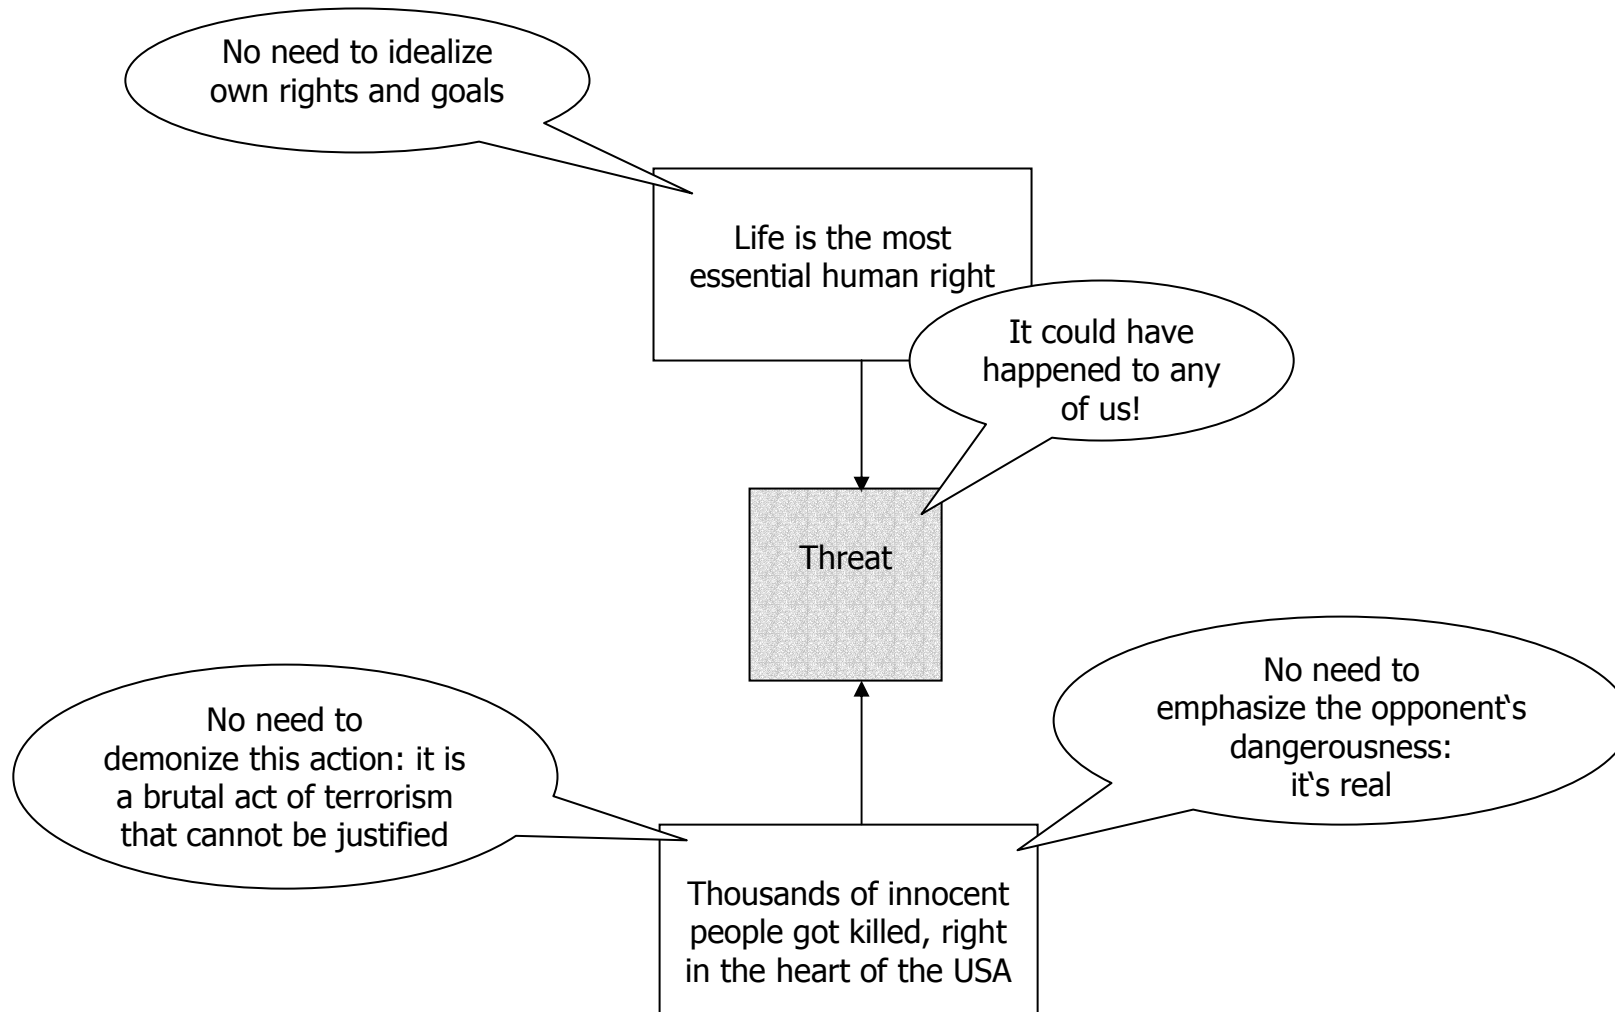 No need to idealize
own rights and goals
Life is the most
essential human right
It could have
happened to any
of us!
Threat
No need to
demonize this action: it is
a brutal act of terrorism
that cannot be justified
No need to
emphasize the opponent‘s
dangerousness:
it‘s real
Thousands of innocent
people got killed, right
in the heart of the USA